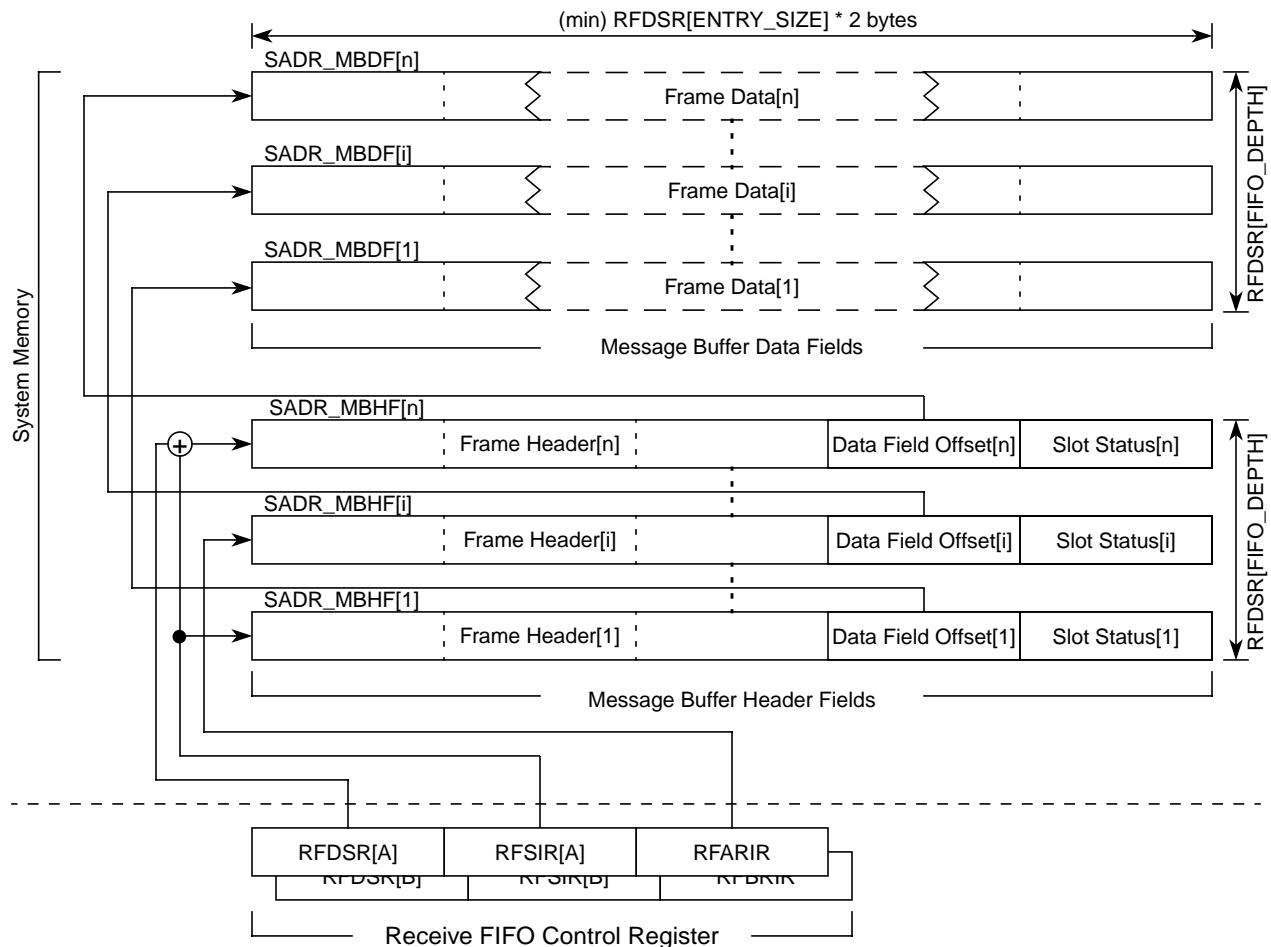 (min) RFDSR[ENTRY_SIZE] * 2 bytes
SADR_MBDF[n]
Frame Data[n]
SADR_MBDF[i]
Frame Data[i]
SADR_MBDF[1]
Frame Data[1]
RFDSR[FIFO_DEPTH]
Message Buffer Data Fields
System Memory
SADR_MBHF[n]
+
Frame Header[n]
Data Field Offset[n]
Slot Status[n]
SADR_MBHF[i]
Frame Header[i]
Data Field Offset[i]
Slot Status[i]
SADR_MBHF[1]
Frame Header[1]
Data Field Offset[1]
Slot Status[1]
RFDSR[FIFO_DEPTH]
Message Buffer Header Fields
RFDSR[A]
RFSIR[A]
RFARIR
RFDSR[B]
RFSIR[B]
RFBRIR
Receive FIFO Control Register